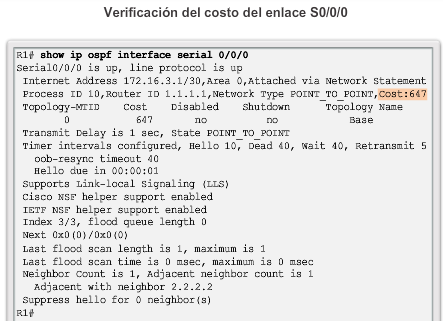 Verificación del costo del enlace S0/0/0
R1# show ip ospf interface serial 0/0/0
Serial0/0/0 is up, line protocol is up
Internet Address 172.16.3.1/30,Area 0,Attached via Network Statement
Process ID 10,Router ID 1.1.1.1,Network Type POINT_TO_POINT,Cost:647
Topology-MTID Cost Disabled Shutdown Topology Name
0 647 no no Base
Transmit Delay is 1 sec, State POINT_TO_POINT
Timer intervals configured, Hello 10, Dead 40, Wait 40, Retransmit 5
oob-resync timeout 40
Hello due in 00:00:01
Supports Link-local Signaling (LLS)
Cisco NSF helper support enabled
IETF NSF helper support enabled
Index 3/3, flood queue length 0
Next 0x0(0)/0x0(0)
Last flood scan length is 1, maximum is 1
Last flood scan time is 0 msec, maximum is 0 msec
Neighbor Count is 1, Adjacent neighbor count is 1
Adjacent with neighbor 2.2.2.2
Suppress hello for 0 neighbor(s)
R1#